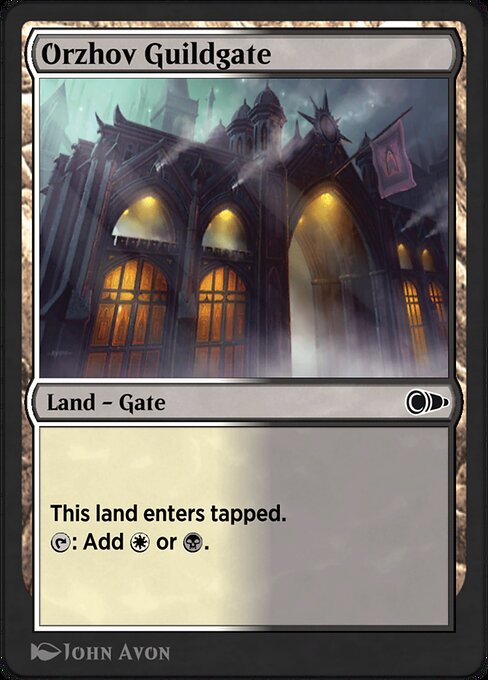 Orzhov Guildgate
Land – Gate
This land enters tapped.
: Add or .
John Avon